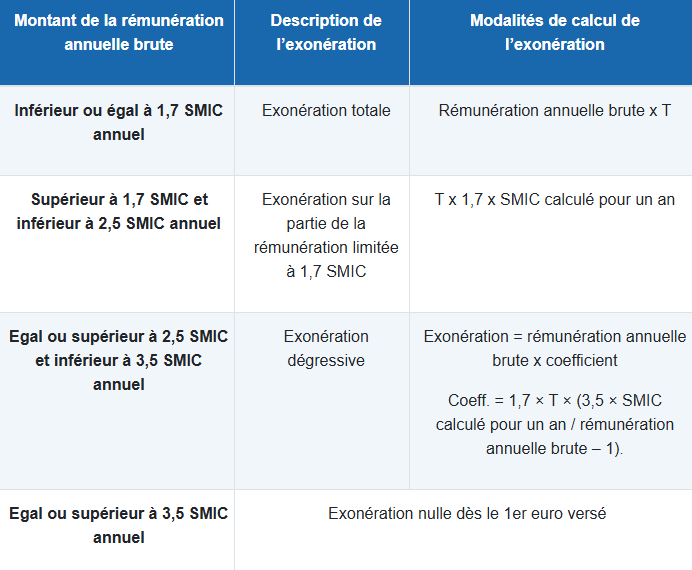 Montant de la rémunération
annuelle brute
Description de
l'exonération
Modalités de calcul de
l'exonération
Inférieur ou égal à 1,7 SMIC
annuel
Exonération totale
Rémunération annuelle brute x T
Supérieur à 1,7 SMIC et
inférieur à 2,5 SMIC annuel
Exonération sur la
partie de la
rémunération limitée
à 1,7 SMIC
T x 1,7 x SMIC calculé pour un an
Egal ou supérieur à 2,5 SMIC
et inférieur à 3,5 SMIC
annuel
Exonération
dégressive
Exonération = rémunération annuelle
brute x coefficient
Coeff. = 1,7 × T × (3,5 × SMIC
calculé pour un an / rémunération
annuelle brute – 1).
Egal ou supérieur à 3,5 SMIC
annuel
Exonération nulle dès le 1er euro versé